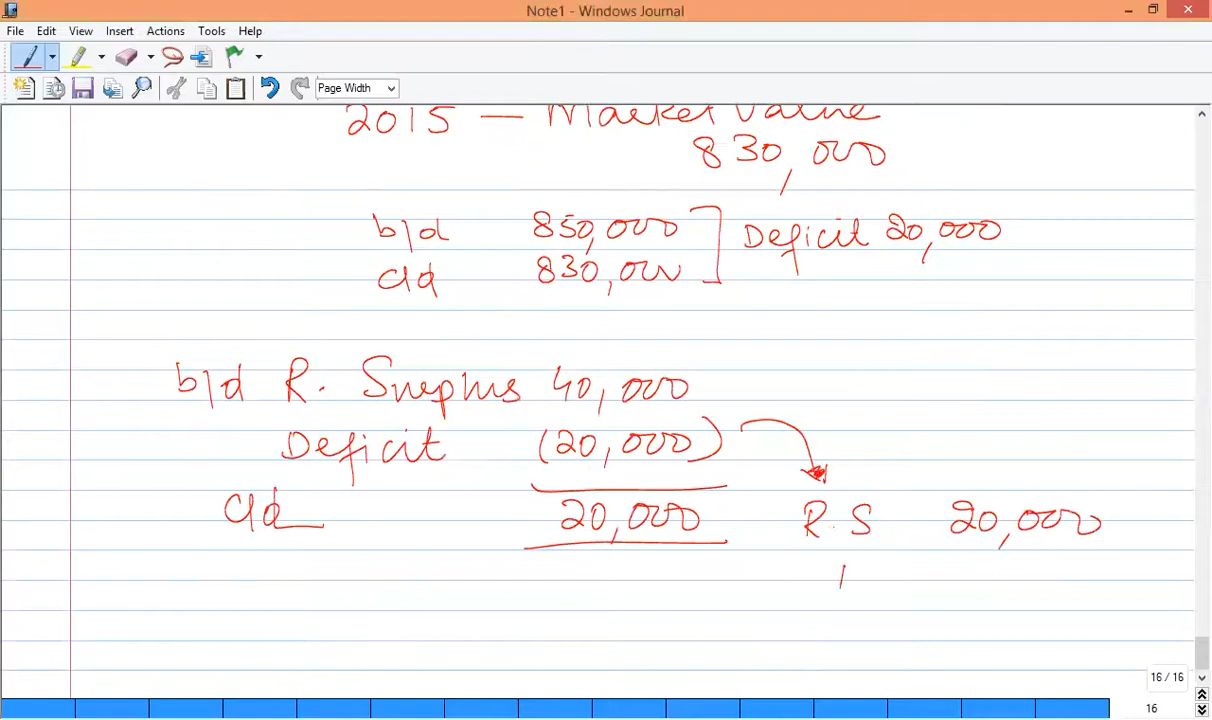 Note1 - Windows Journal
File Edit View Insert Actions Tools Help
Page Width
2015 — Market Value
830,000
b/d 850,000
c/d 830,000
Deficit 20,000
b/d R. Surplus 40,000
Deficit (20,000)
c/d 20,000 R.S 20,000
16 / 16
16